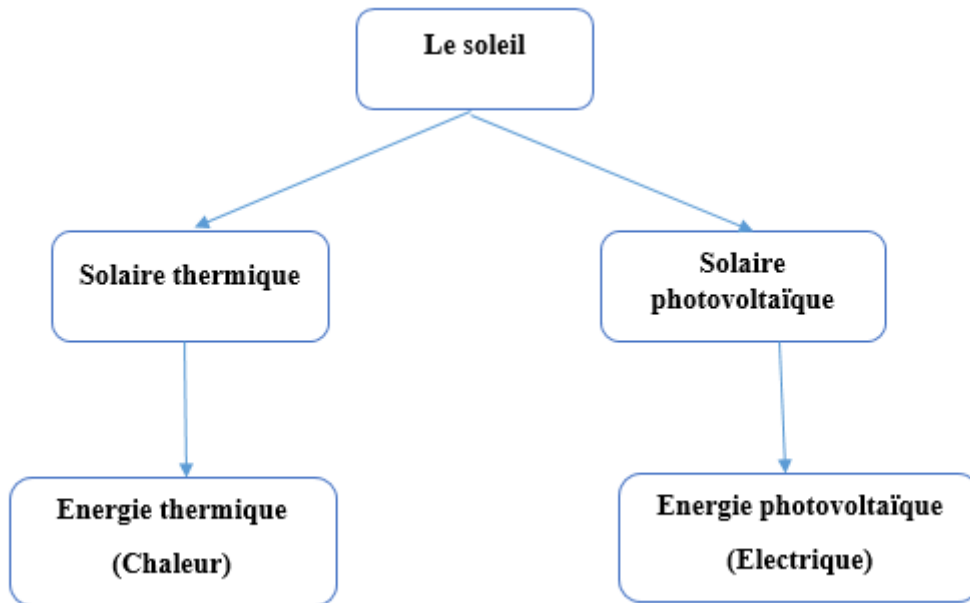 Le soleil
Solaire thermique
Solaire
photovoltaïque
Energie thermique
(Chaleur)
Energie photovoltaïque
(Electrique)